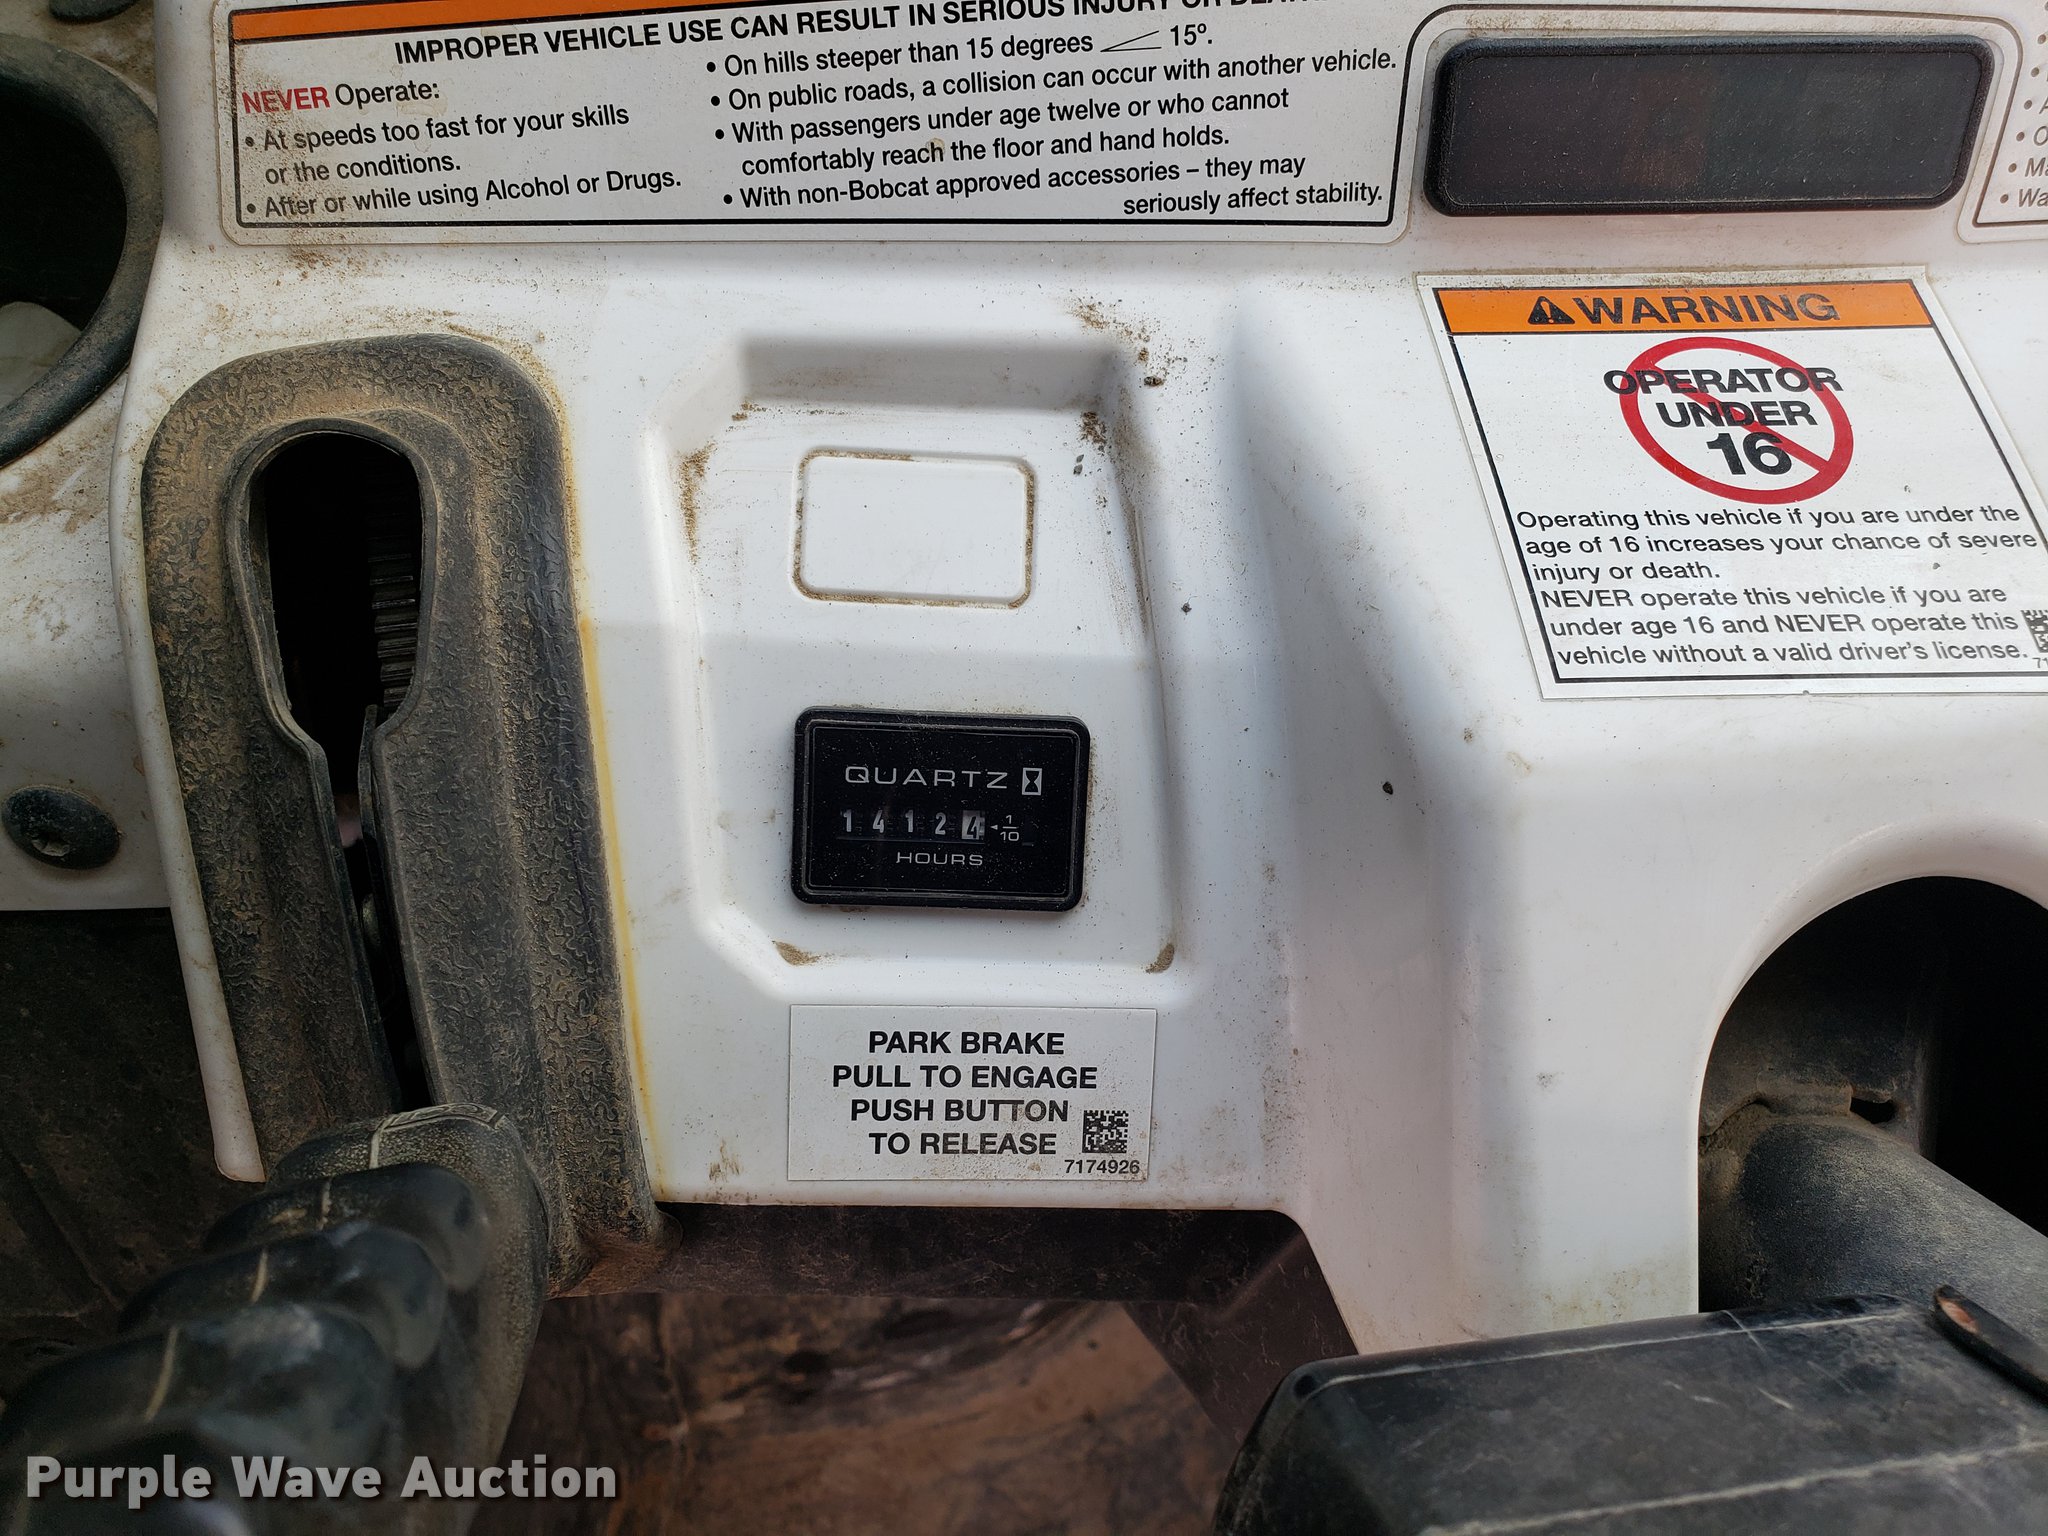 IMPROPER VEHICLE USE CAN RESULT IN SERIOUS INJURY OR
NEVER Operate:
• At speeds too fast for your skills
or the conditions.
• After or while using Alcohol or Drugs.
• On hills steeper than 15 degrees 15°.
• On public roads, a collision can occur with another vehicle.
• With passengers under age twelve or who cannot
comfortably reach the floor and hand holds.
• With non-Bobcat approved accessories – they may
seriously affect stability.
WARNING
OPERATOR
UNDER
16
Operating this vehicle if you are under the
age of 16 increases your chance of severe
injury or death.
NEVER operate this vehicle if you are
under age 16 and NEVER operate this
vehicle without a valid driver's license.
QUARTZ
1 4 1 2 4 1/10
HOURS
PARK BRAKE
PULL TO ENGAGE
PUSH BUTTON
TO RELEASE
7174926
Purple Wave Auction